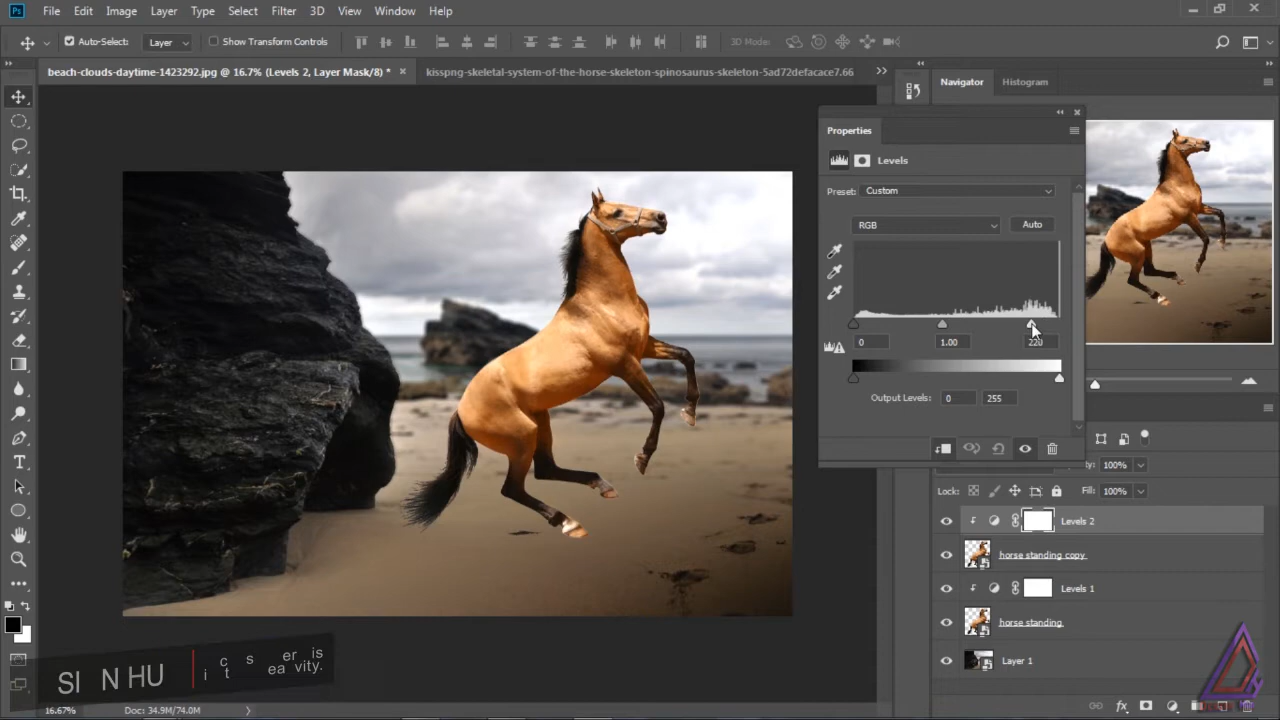 Ps File Edit Image Layer Type Select Filter 3D View Window Help
Auto-Select: Layer Show Transform Controls 3D Mode:
beach-clouds-daytime-1423292.jpg @ 16.7% (Levels 2, Layer Mask/8) *
kisspng-skeletal-system-of-the-horse-skeleton-spinosaurus-skeleton-5ad72defacace7.66
Navigator Histogram
Properties
Levels
Preset: Custom
RGB Auto
0 1.00 220
Output Levels: 0 255
100%
Lock: Fill: 100%
Levels 2
horse standing copy
Levels 1
horse standing
Layer 1
16.67% Doc: 34.9M/74.0M